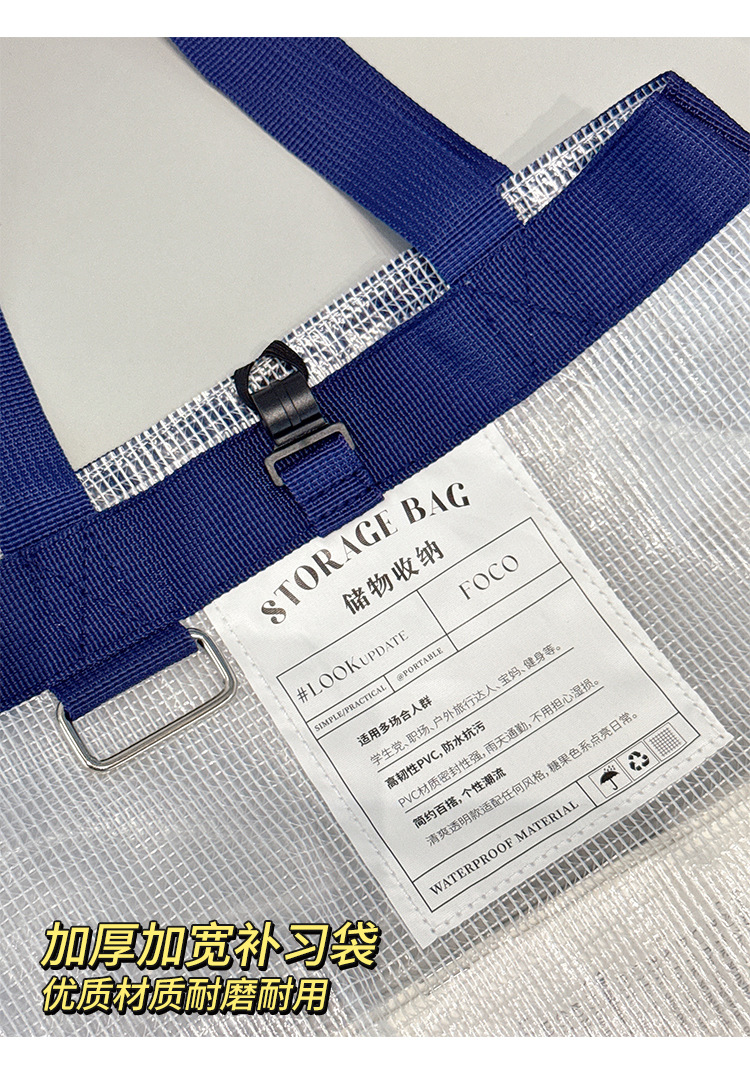 STORAGE BAG
储物收纳
#LOOKUPDATE
FOCO
SIMPLE/PRACTICAL
@PORTABLE
适用多场合人群
学生党、职场、户外旅行达人、宝妈、健身等。
高韧性PVC，防水抗污
PVC材质密封性强，雨天通勤，不用担心湿损。
简约百搭，个性潮流
清爽透明款适配任何风格，糖果色系点亮日常。
WATERPROOF MATERIAL
加厚加宽补习袋
优质材质耐磨耐用